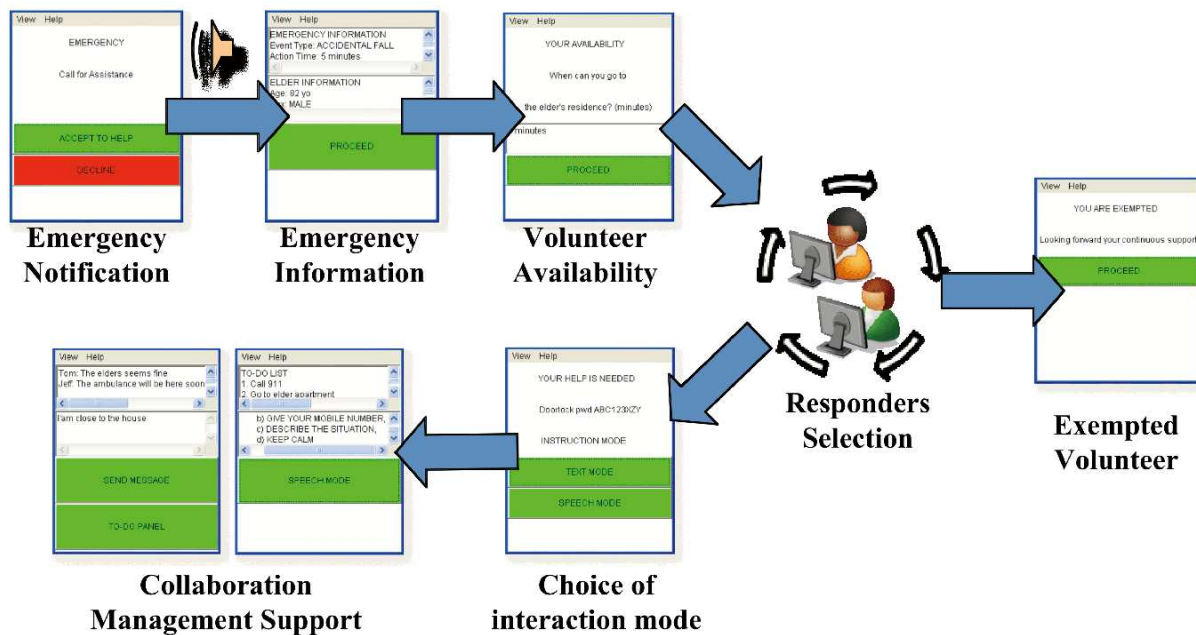 View Help
EMERGENCY
Call for Assistance
ACCEPT TO HELP
DECLINE
Emergency
Notification
View Help
EMERGENCY INFORMATION
Event Type: ACCIDENTAL FALL
Action Time: 5 minutes
ELDER INFORMATION
Age: 82 yo
MALE
PROCEED
Emergency
Information
View Help
YOUR AVAILABILITY
When can you go to
the elder's residence? (minutes)
minutes
PROCEED
Volunteer
Availability
Responders
Selection
View Help
YOU ARE EXEMPTED
Looking forward your continuous support
PROCEED
Exempted
Volunteer
View Help
Tom: The elders seems fine
Jeff: The ambulance will be here soon
I'am close to the house
SEND MESSAGE
TO-DO PANEL
View Help
TO-DO LIST
1. Call 911
2. Go to elder apartment
b) GIVE YOUR MOBILE NUMBER,
c) DESCRIBE THE SITUATION,
d) KEEP CALM
SPEECH MODE
Collaboration
Management Support
View Help
YOUR HELP IS NEEDED
Doorlock pwd ABC123XZY
INSTRUCTION MODE
TEXT MODE
SPEECH MODE
Choice of
interaction mode